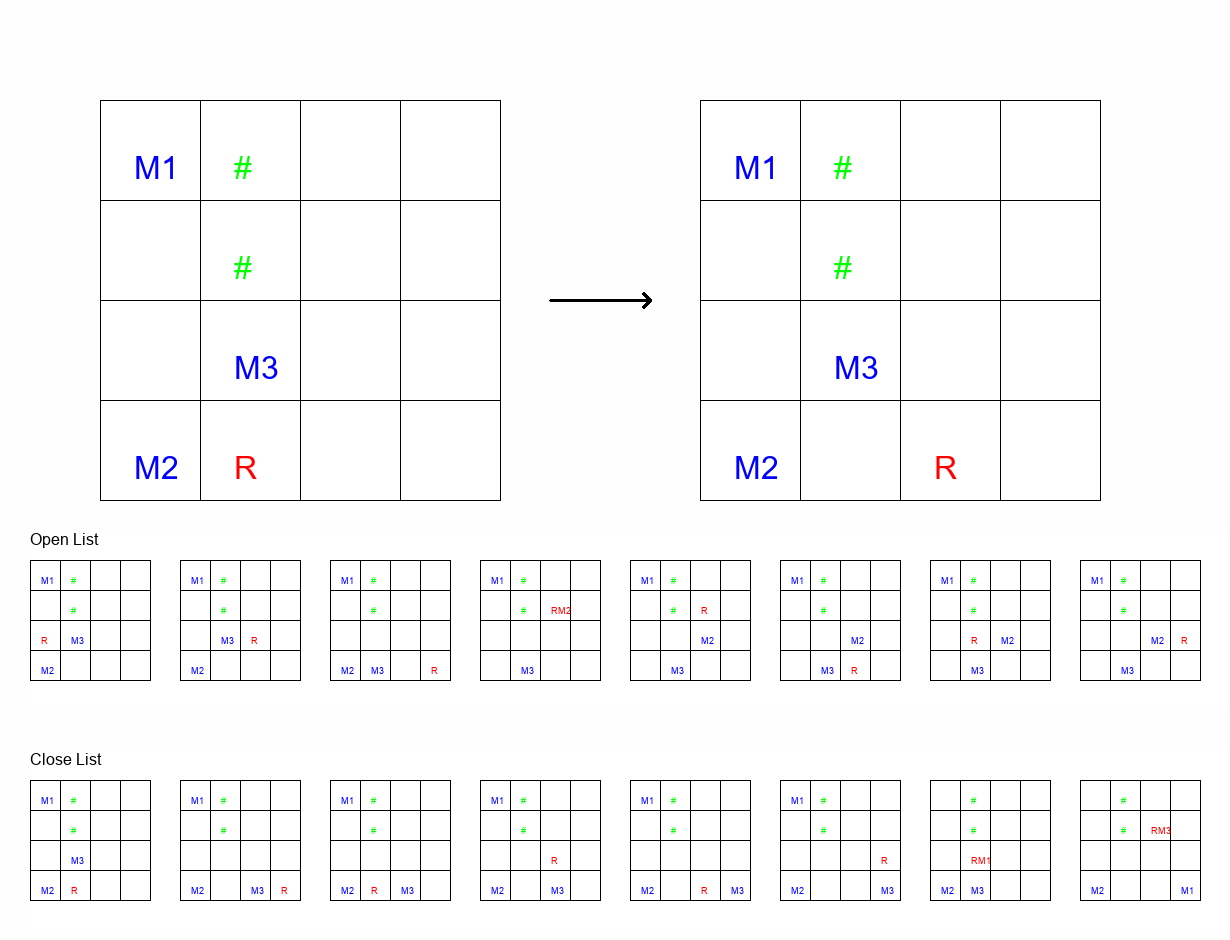 M1 # M1 #
# #
M3 M3
M2 R M2 R
Open List
M1 # M1 # M1 # M1 # M1 # M1 # M1 # M1 #
# # # # RM2 # R # # #
R M3 M3 R M2 M2 R M2 M2 R
M2 M2 M2 M3 R M3 M3 M3 R M3 M3
Close List
M1 # M1 # M1 # M1 # M1 # M1 # # #
# # # # # # # # RM3
M3 R R RM1
M2 R M2 M3 R M2 R M3 M2 M3 M2 R M3 M2 M3 M2 M3 M2 M1